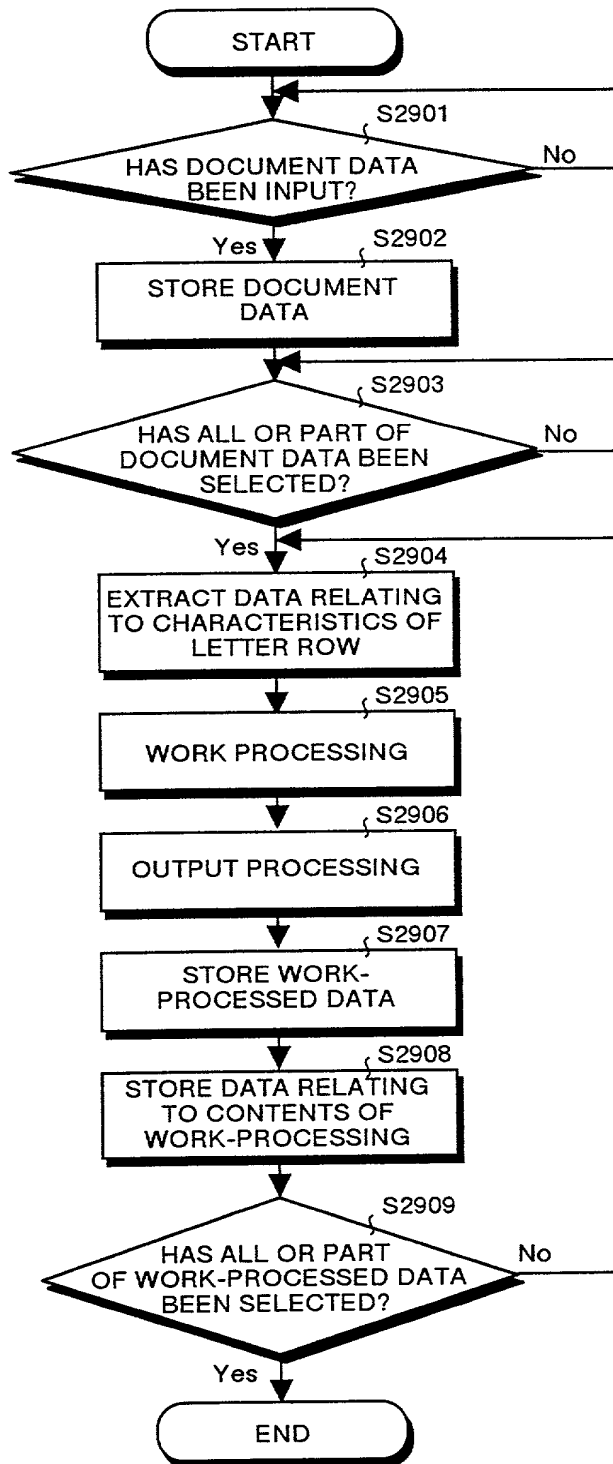 START
S2901
HAS DOCUMENT DATA
BEEN INPUT?
No
Yes
S2902
STORE DOCUMENT
DATA
S2903
HAS ALL OR PART OF
DOCUMENT DATA BEEN
SELECTED?
No
Yes
S2904
EXTRACT DATA RELATING
TO CHARACTERISTICS OF
LETTER ROW
S2905
WORK PROCESSING
S2906
OUTPUT PROCESSING
S2907
STORE WORK-
PROCESSED DATA
S2908
STORE DATA RELATING
TO CONTENTS OF
WORK-PROCESSING
S2909
HAS ALL OR PART
OF WORK-PROCESSED DATA
BEEN SELECTED?
No
Yes
END